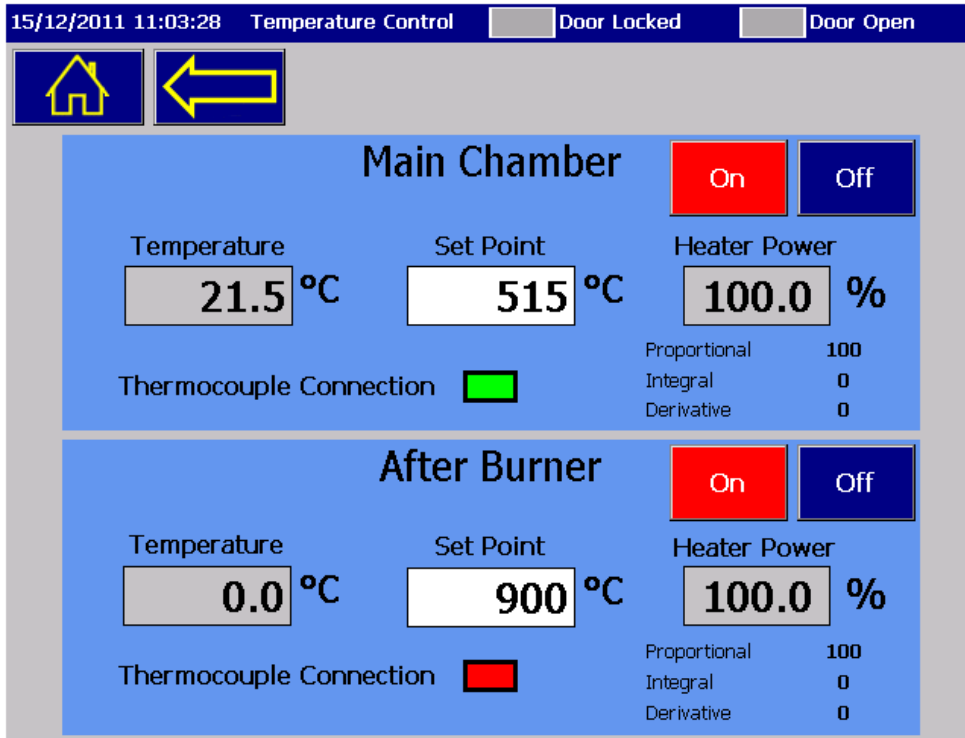 15/12/2011 11:03:28 Temperature Control Door Locked Door Open
Main Chamber On Off
Temperature Set Point Heater Power
21.5 °C 515 °C 100.0 %
Proportional 100
Thermocouple Connection Integral 0
Derivative 0
After Burner On Off
Temperature Set Point Heater Power
0.0 °C 900 °C 100.0 %
Proportional 100
Thermocouple Connection Integral 0
Derivative 0